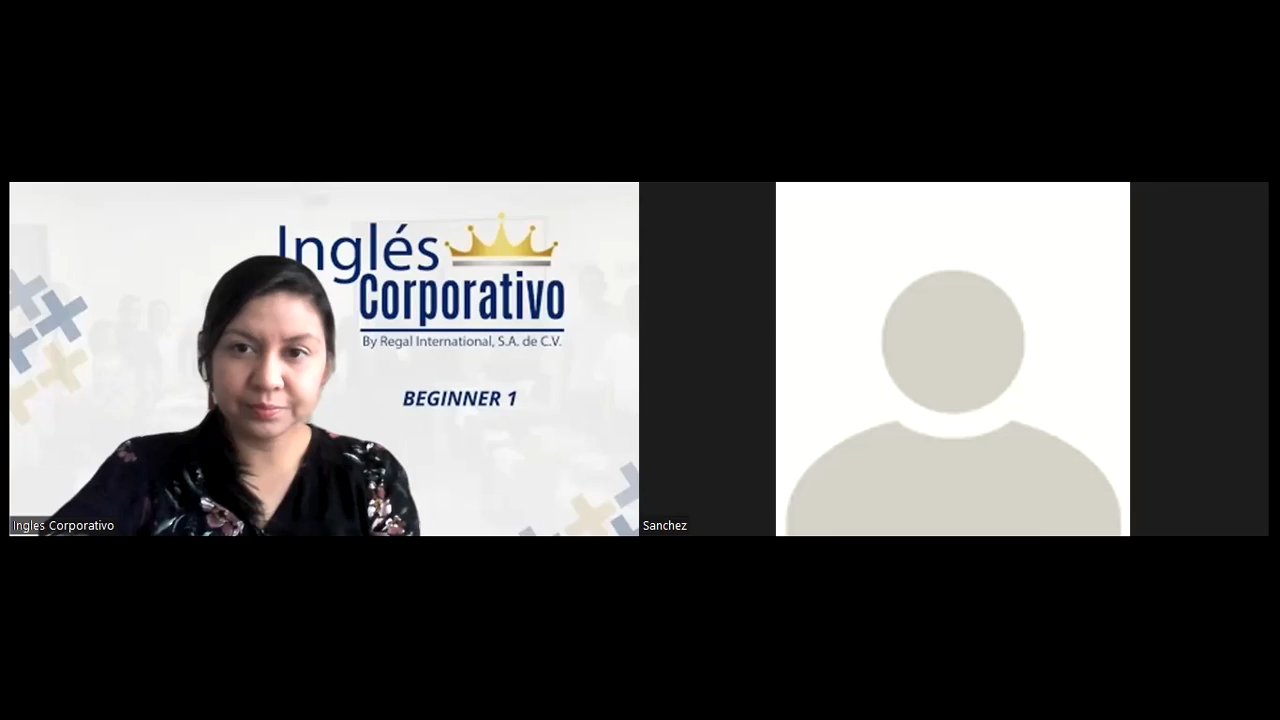 Inglés
Corporativo
By Regal International, S.A. de C.V.
BEGINNER 1
Ingles Corporativo
Sanchez